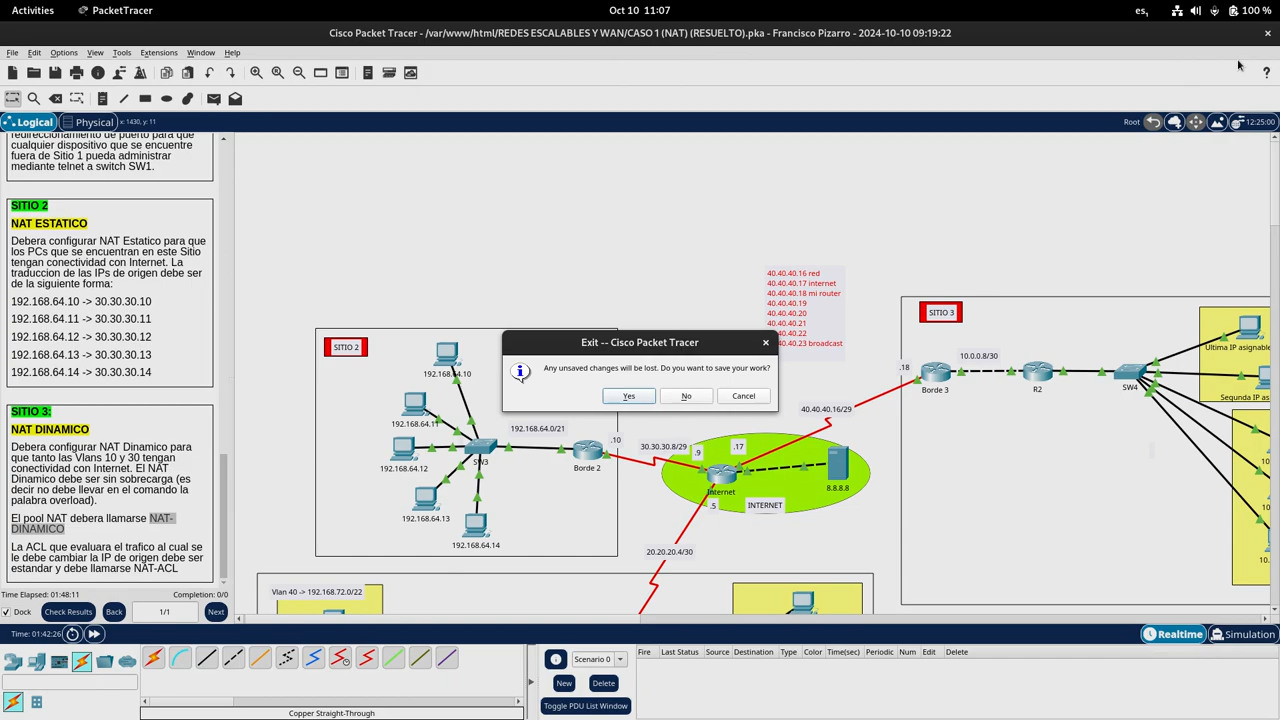 Activities
PacketTracer
Oct 10 11:07
es,
100 %
Cisco Packet Tracer - /var/www/html/REDES ESCALABLES Y WAN/CASO 1 (NAT) (RESUELTO).pka - Francisco Pizarro - 2024-10-10 09:19:22
File Edit Options View Tools Extensions Window Help
Logical
Physical
x: 1430, y: 11
Root
12:25:00
redireccionamiento de puerto para que
cualquier dispositivo que se encuentre
fuera de Sitio 1 pueda administrar
mediante telnet a switch SW1.
SITIO 2
NAT ESTATICO
Debera configurar NAT Estatico para que
los PCs que se encuentran en este Sitio
tengan conectividad con Internet. La
traduccion de las IPs de origen debe ser
de la siguiente forma:
192.168.64.10 -> 30.30.30.10
192.168.64.11 -> 30.30.30.11
192.168.64.12 -> 30.30.30.12
192.168.64.13 -> 30.30.30.13
192.168.64.14 -> 30.30.30.14
SITIO 3:
NAT DINAMICO
Debera configurar NAT Dinamico para
que tanto las Vlans 10 y 30 tengan
conectividad con Internet. El NAT
Dinamico debe ser sin sobrecarga (es
decir no debe llevar en el comando la
palabra overload).
El pool NAT debera llamarse NAT-
DINAMICO
La ACL que evaluara el trafico al cual se
le debe cambiar la IP de origen debe ser
estandar y debe llamarse NAT-ACL
Time Elapsed: 01:48:11
Completion: 0/0
Dock
Check Results
Back
1/1
Next
SITIO 2
192.168.64.10
192.168.64.11
192.168.64.12
192.168.64.13
192.168.64.14
SW3
192.168.64.0/21
Borde 2
.10
30.30.30.8/29
.9
.17
Internet
.5
INTERNET
8.8.8.8
20.20.20.4/30
Vlan 40 -> 192.168.72.0/22
40.40.40.16 red
40.40.40.17 internet
40.40.40.18 mi router
40.40.40.19
40.40.40.20
40.40.40.21
40.40.40.22
40.40.40.23 broadcast
40.40.40.16/29
.18
SITIO 3
Borde 3
10.0.0.8/30
R2
SW4
Ultima IP asignable
Segunda IP as
10.
Exit -- Cisco Packet Tracer
Any unsaved changes will be lost. Do you want to save your work?
Yes
No
Cancel
Time: 01:42:26
Realtime
Simulation
Scenario 0
New
Delete
Toggle PDU List Window
Fire Last Status Source Destination Type Color Time(sec) Periodic Num Edit Delete
Copper Straight-Through